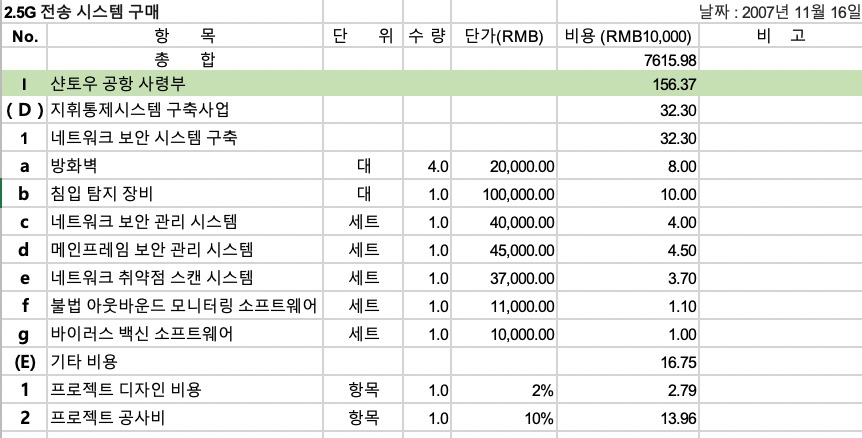 2.5G 전송 시스템 구매 날짜 : 2007년 11월 16일
No. 항 목 단 위 수 량 단가(RMB) 비용 (RMB10,000) 비 고
총 합 7615.98
I 샨토우 공항 사령부 156.37
( D ) 지휘통제시스템 구축사업 32.30
1 네트워크 보안 시스템 구축 32.30
a 방화벽 대 4.0 20,000.00 8.00
b 침입 탐지 장비 대 1.0 100,000.00 10.00
c 네트워크 보안 관리 시스템 세트 1.0 40,000.00 4.00
d 메인프레임 보안 관리 시스템 세트 1.0 45,000.00 4.50
e 네트워크 취약점 스캔 시스템 세트 1.0 37,000.00 3.70
f 불법 아웃바운드 모니터링 소프트웨어 세트 1.0 11,000.00 1.10
g 바이러스 백신 소프트웨어 세트 1.0 10,000.00 1.00
(E) 기타 비용 16.75
1 프로젝트 디자인 비용 항목 1.0 2% 2.79
2 프로젝트 공사비 항목 1.0 10% 13.96